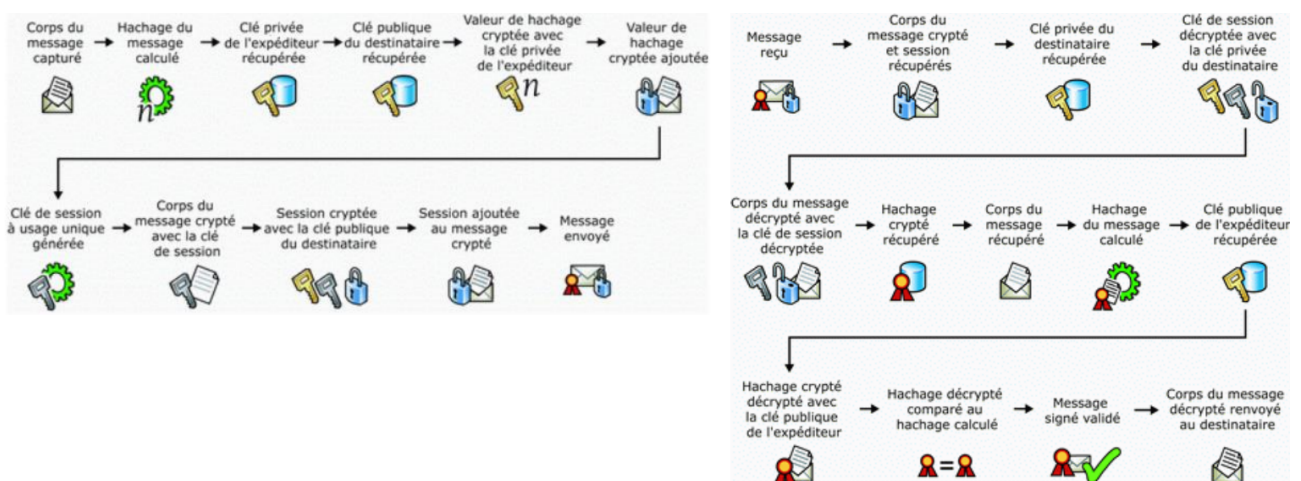 Corps du
message
capturé
Hachage du
message
calculé
n
Clé privée
de l'expéditeur
récupérée
Clé publique
du destinataire
récupérée
Valeur de hachage
cryptée avec
la clé privée
de l'expéditeur
n
Valeur de
hachage
cryptée ajoutée
Clé de session
à usage unique
générée
Corps du
message crypté
avec la clé
de session
Session cryptée
avec la clé publique
du destinataire
Session ajoutée
au message
crypté
Message
envoyé
Message
reçu
Corps du
message crypté
et session
récupérés
Clé privée du
destinataire
récupérée
Clé de session
décryptée avec
la clé privée
du destinataire
Corps du message
décrypté avec
la clé de session
décryptée
Hachage
crypté
récupéré
Corps du
message
récupéré
Hachage
du message
calculé
Clé publique
de l'expéditeur
récupérée
Hachage crypté
décrypté avec
la clé publique
de l'expéditeur
Hachage décrypté
comparé au
hachage calculé
=
Message
signé validé
Corps du message
décrypté renvoyé
au destinataire